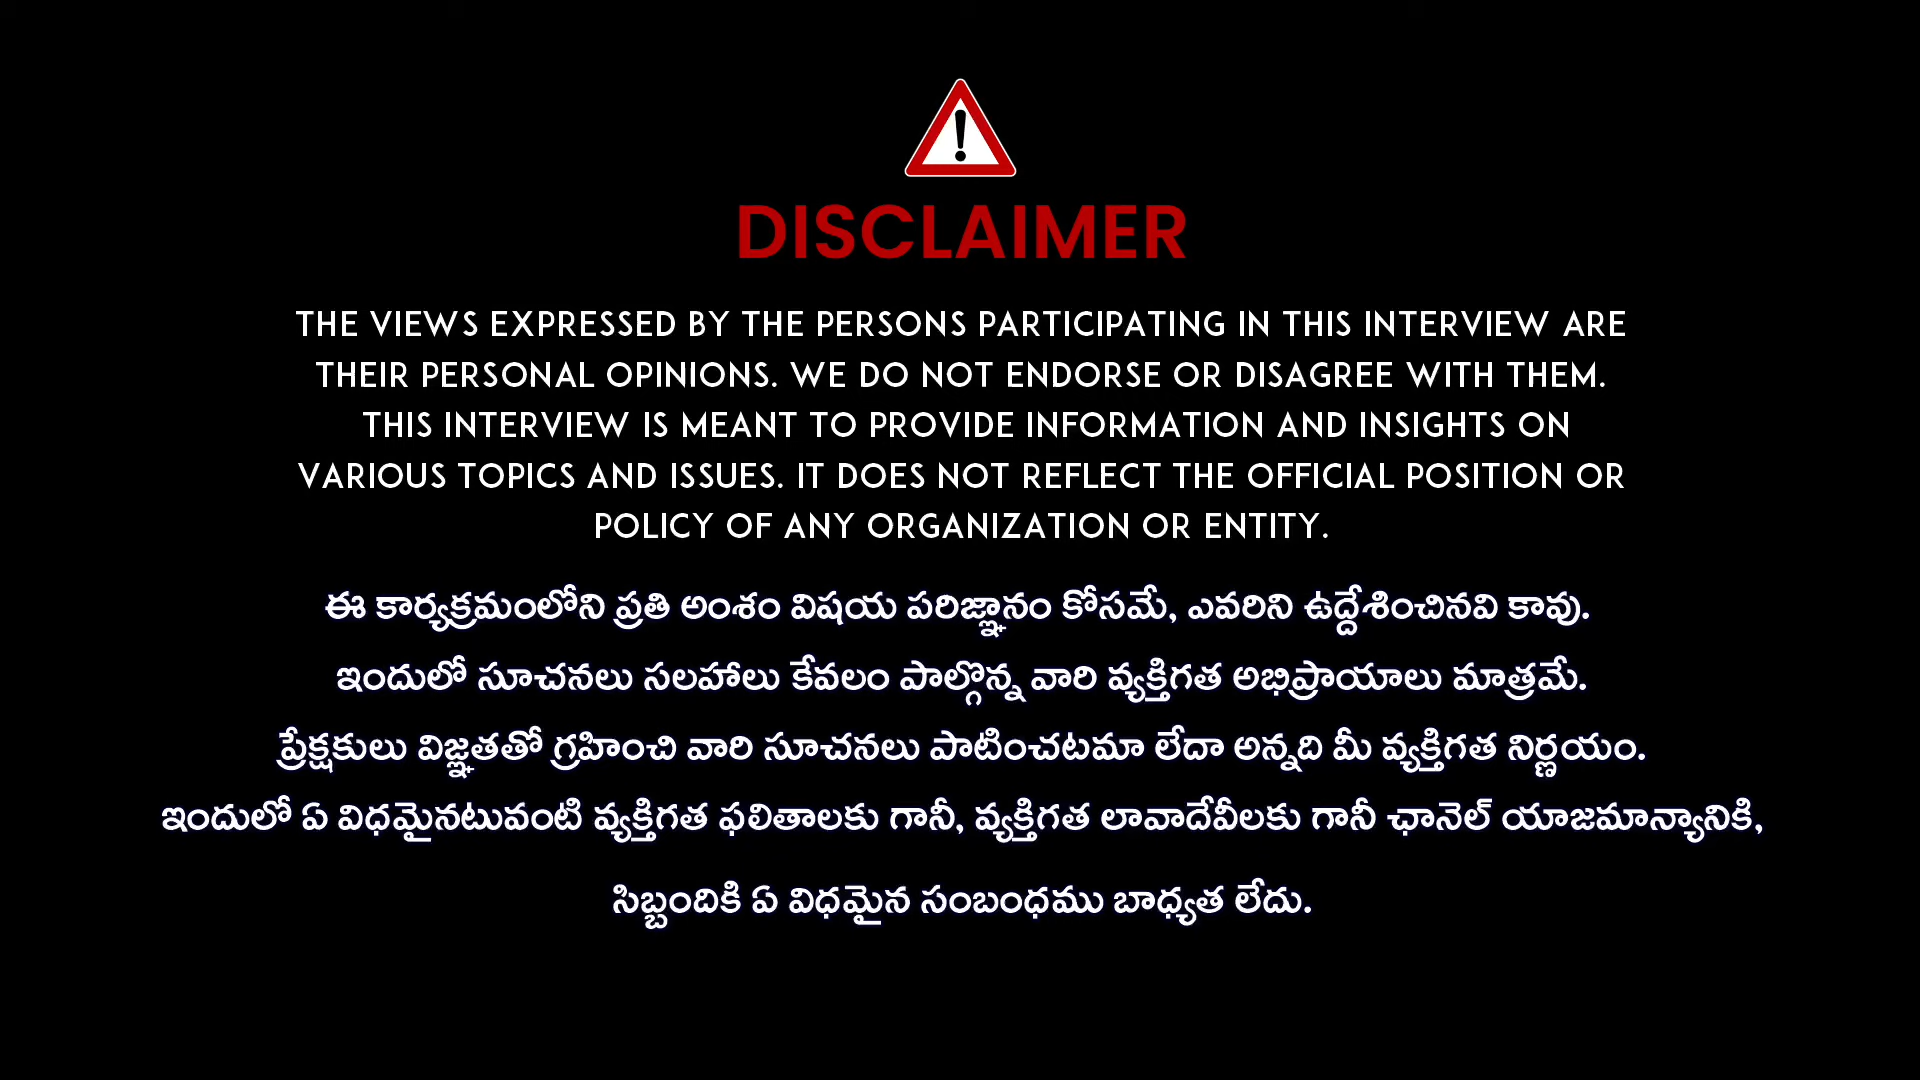 DISCLAIMER
THE VIEWS EXPRESSED BY THE PERSONS PARTICIPATING IN THIS INTERVIEW ARE
THEIR PERSONAL OPINIONS. WE DO NOT ENDORSE OR DISAGREE WITH THEM.
THIS INTERVIEW IS MEANT TO PROVIDE INFORMATION AND INSIGHTS ON
VARIOUS TOPICS AND ISSUES. IT DOES NOT REFLECT THE OFFICIAL POSITION OR
POLICY OF ANY ORGANIZATION OR ENTITY.
ఈ కార్యక్రమంలోని ప్రతి అంశం విషయ పరిజ్ఞానం కోసమే, ఎవరిని ఉద్దేశించినవి కావు.
ఇందులో సూచనలు సలహాలు కేవలం పాల్గొన్న వారి వ్యక్తిగత అభిప్రాయాలు మాత్రమే.
ప్రేక్షకులు విజ్ఞతతో గ్రహించి వారి సూచనలు పాటించటమా లేదా అన్నది మీ వ్యక్తిగత నిర్ణయం.
ఇందులో ఏ విధమైనటువంటి వ్యక్తిగత ఫలితాలకు గానీ, వ్యక్తిగత లావాదేవీలకు గానీ ఛానెల్ యాజమాన్యానికి,
సిబ్బందికి ఏ విధమైన సంబంధము బాధ్యత లేదు.